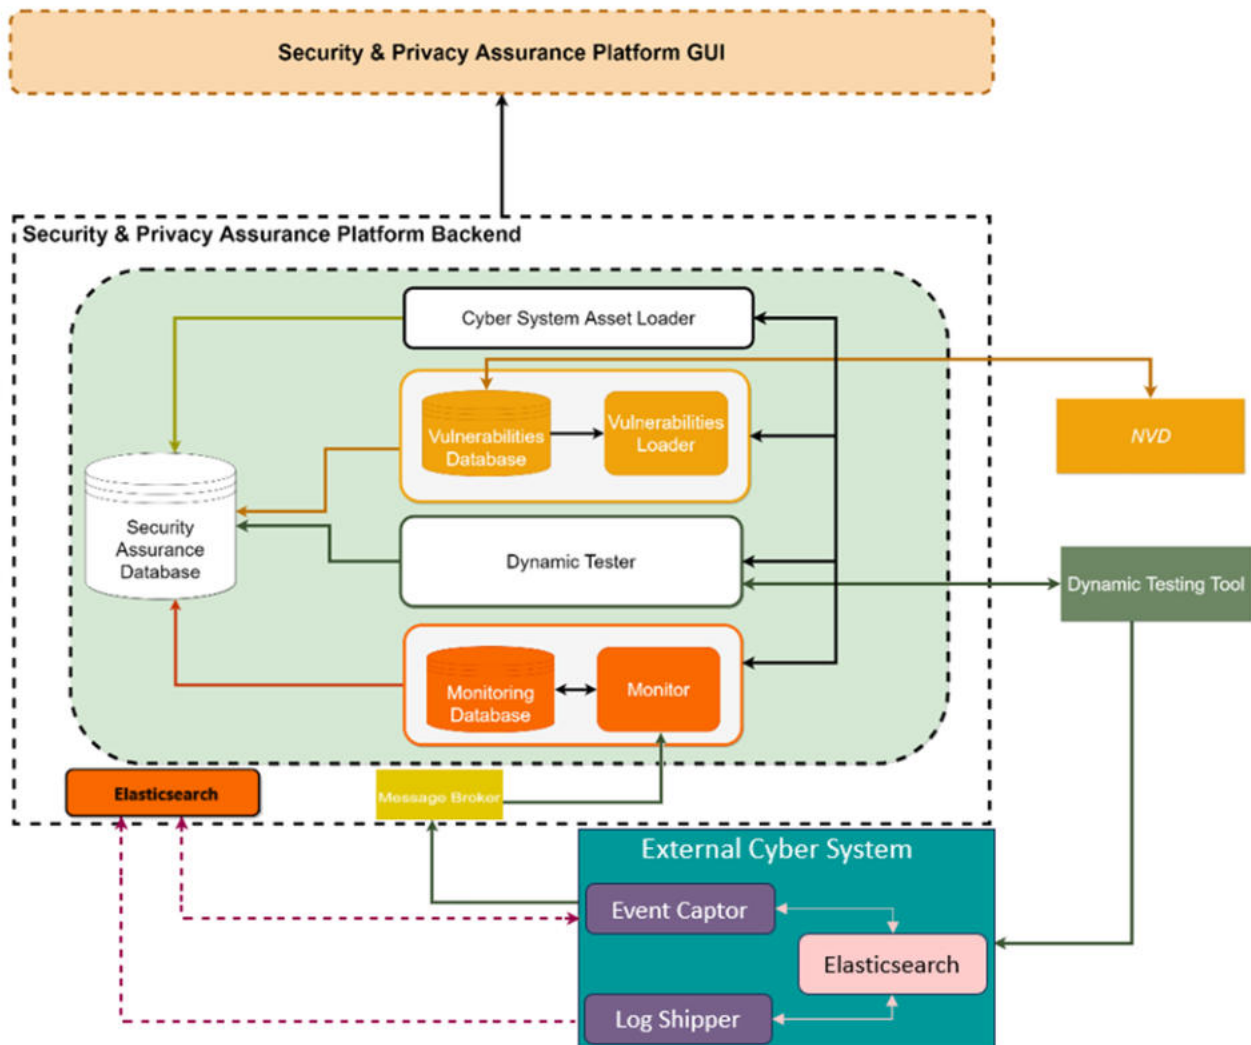 Security & Privacy Assurance Platform GUI
Security & Privacy Assurance Platform Backend
Cyber System Asset Loader
Vulnerabilities
Database
Vulnerabilities
Loader
NVD
Security
Assurance
Database
Dynamic Tester
Dynamic Testing Tool
Monitoring
Database
Monitor
Elasticsearch
Message Broker
External Cyber System
Event Captor
Elasticsearch
Log Shipper